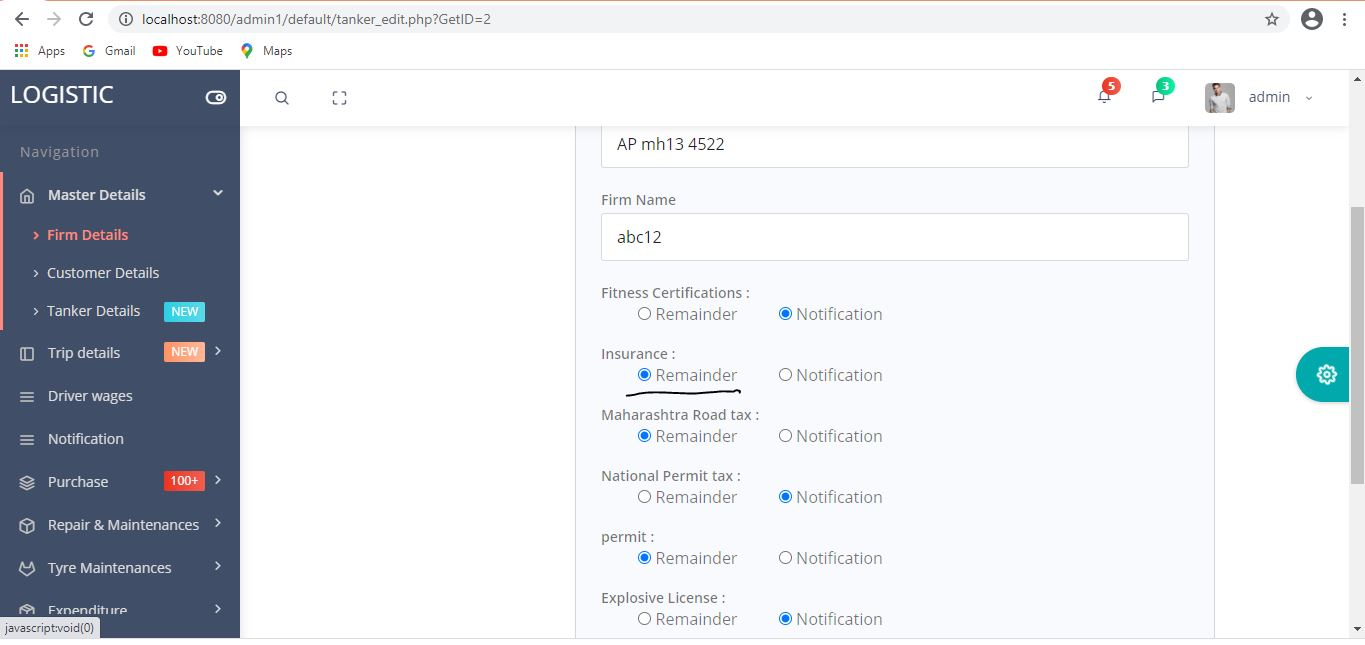 localhost:8080/admin1/default/tanker_edit.php?GetID=2
Apps Gmail YouTube Maps
LOGISTIC
5
3
admin
Navigation
Master Details
Firm Details
Customer Details
Tanker Details NEW
Trip details NEW
Driver wages
Notification
Purchase 100+
Repair & Maintenances
Tyre Maintenances
Expenditure
javascript:void(0)
AP mh13 4522
Firm Name
abc12
Fitness Certifications :
Remainder Notification
Insurance :
Remainder Notification
Maharashtra Road tax :
Remainder Notification
National Permit tax :
Remainder Notification
permit :
Remainder Notification
Explosive License :
Remainder Notification